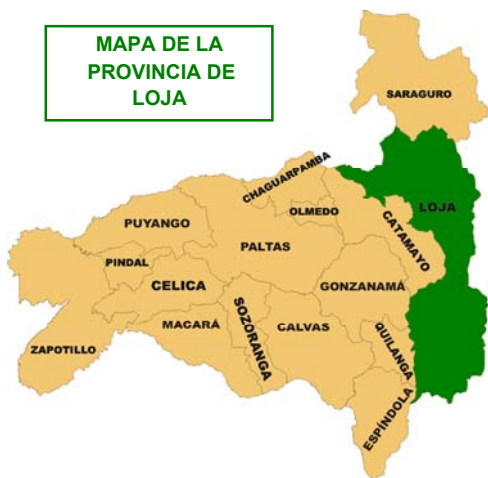 MAPA DE LA
PROVINCIA DE
LOJA
SARAGURO
CHAGUARPAMBA
LOJA
OLMEDO
CATAMAYO
PUYANGO
PALTAS
PINDAL
CELICA
GONZANAMÁ
SOZORANGA
MACARÁ
CALVAS
QUILANGA
ZAPOTILLO
ESPÍNDOLA